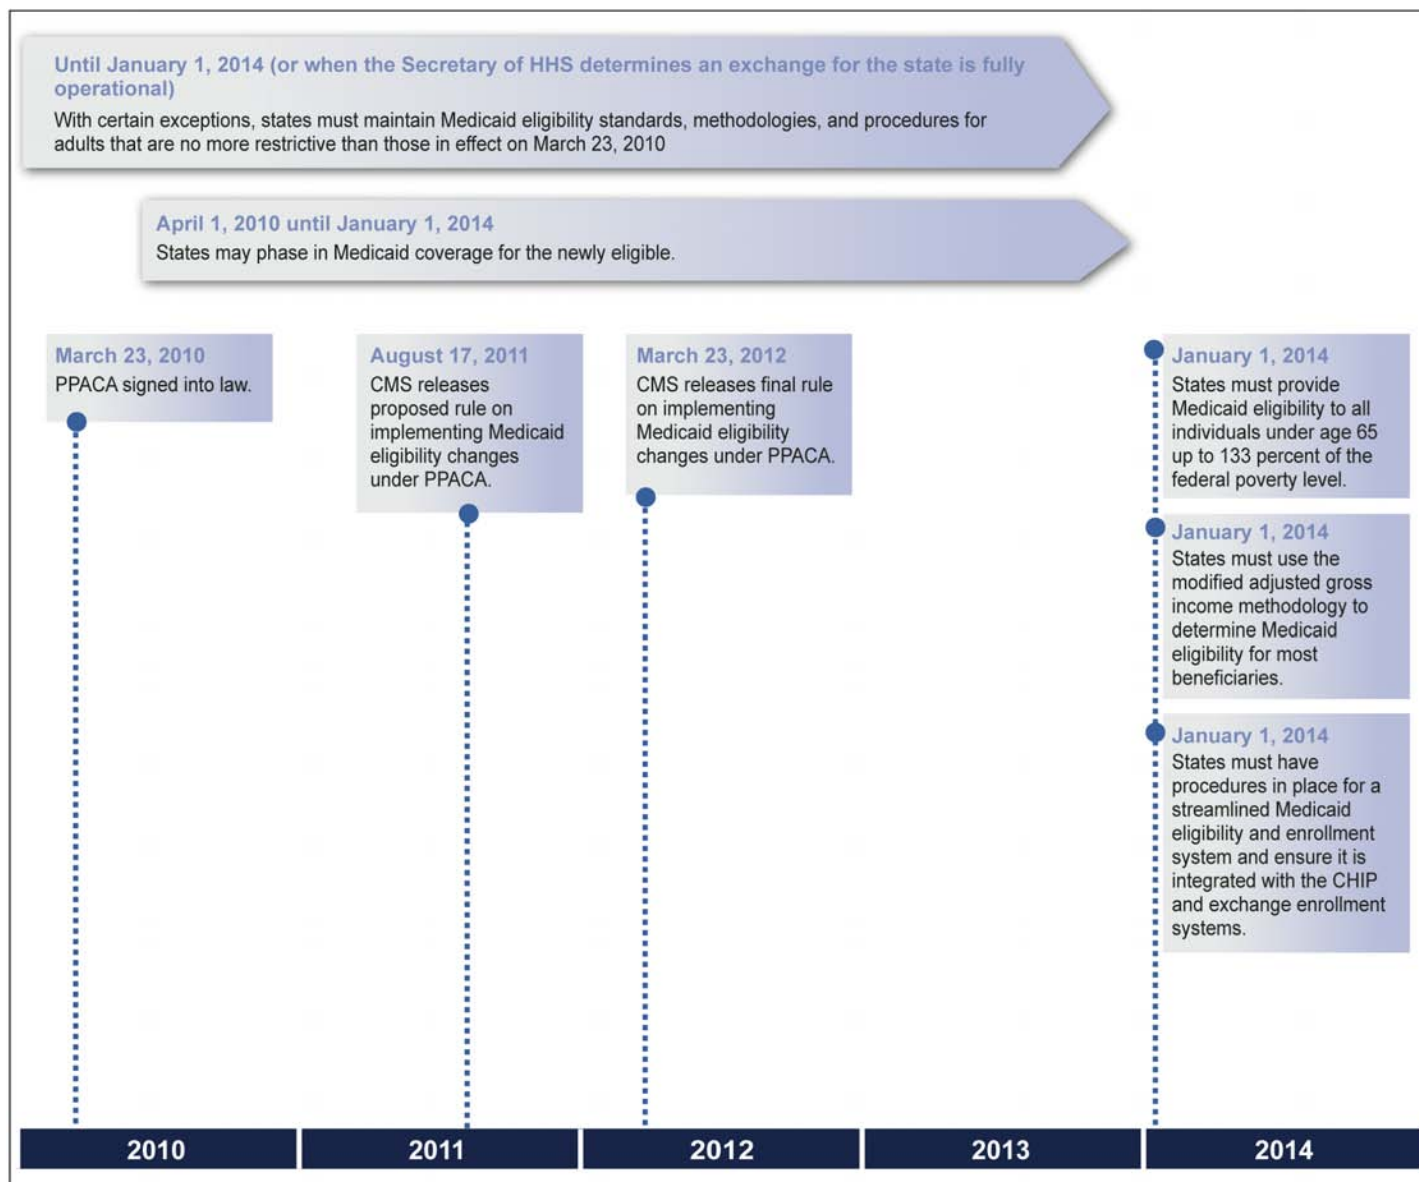 Until January 1, 2014 (or when the Secretary of HHS determines an exchange for the state is fully
operational)
With certain exceptions, states must maintain Medicaid eligibility standards, methodologies, and procedures for
adults that are no more restrictive than those in effect on March 23, 2010
April 1, 2010 until January 1, 2014
States may phase in Medicaid coverage for the newly eligible.
March 23, 2010
PPACA signed into law.
August 17, 2011
CMS releases
proposed rule on
implementing Medicaid
eligibility changes
under PPACA.
March 23, 2012
CMS releases final rule
on implementing
Medicaid eligibility
changes under PPACA.
January 1, 2014
States must provide
Medicaid eligibility to all
individuals under age 65
up to 133 percent of the
federal poverty level.
January 1, 2014
States must use the
modified adjusted gross
income methodology to
determine Medicaid
eligibility for most
beneficiaries.
January 1, 2014
States must have
procedures in place for a
streamlined Medicaid
eligibility and enrollment
system and ensure it is
integrated with the CHIP
and exchange enrollment
systems.
2010
2011
2012
2013
2014